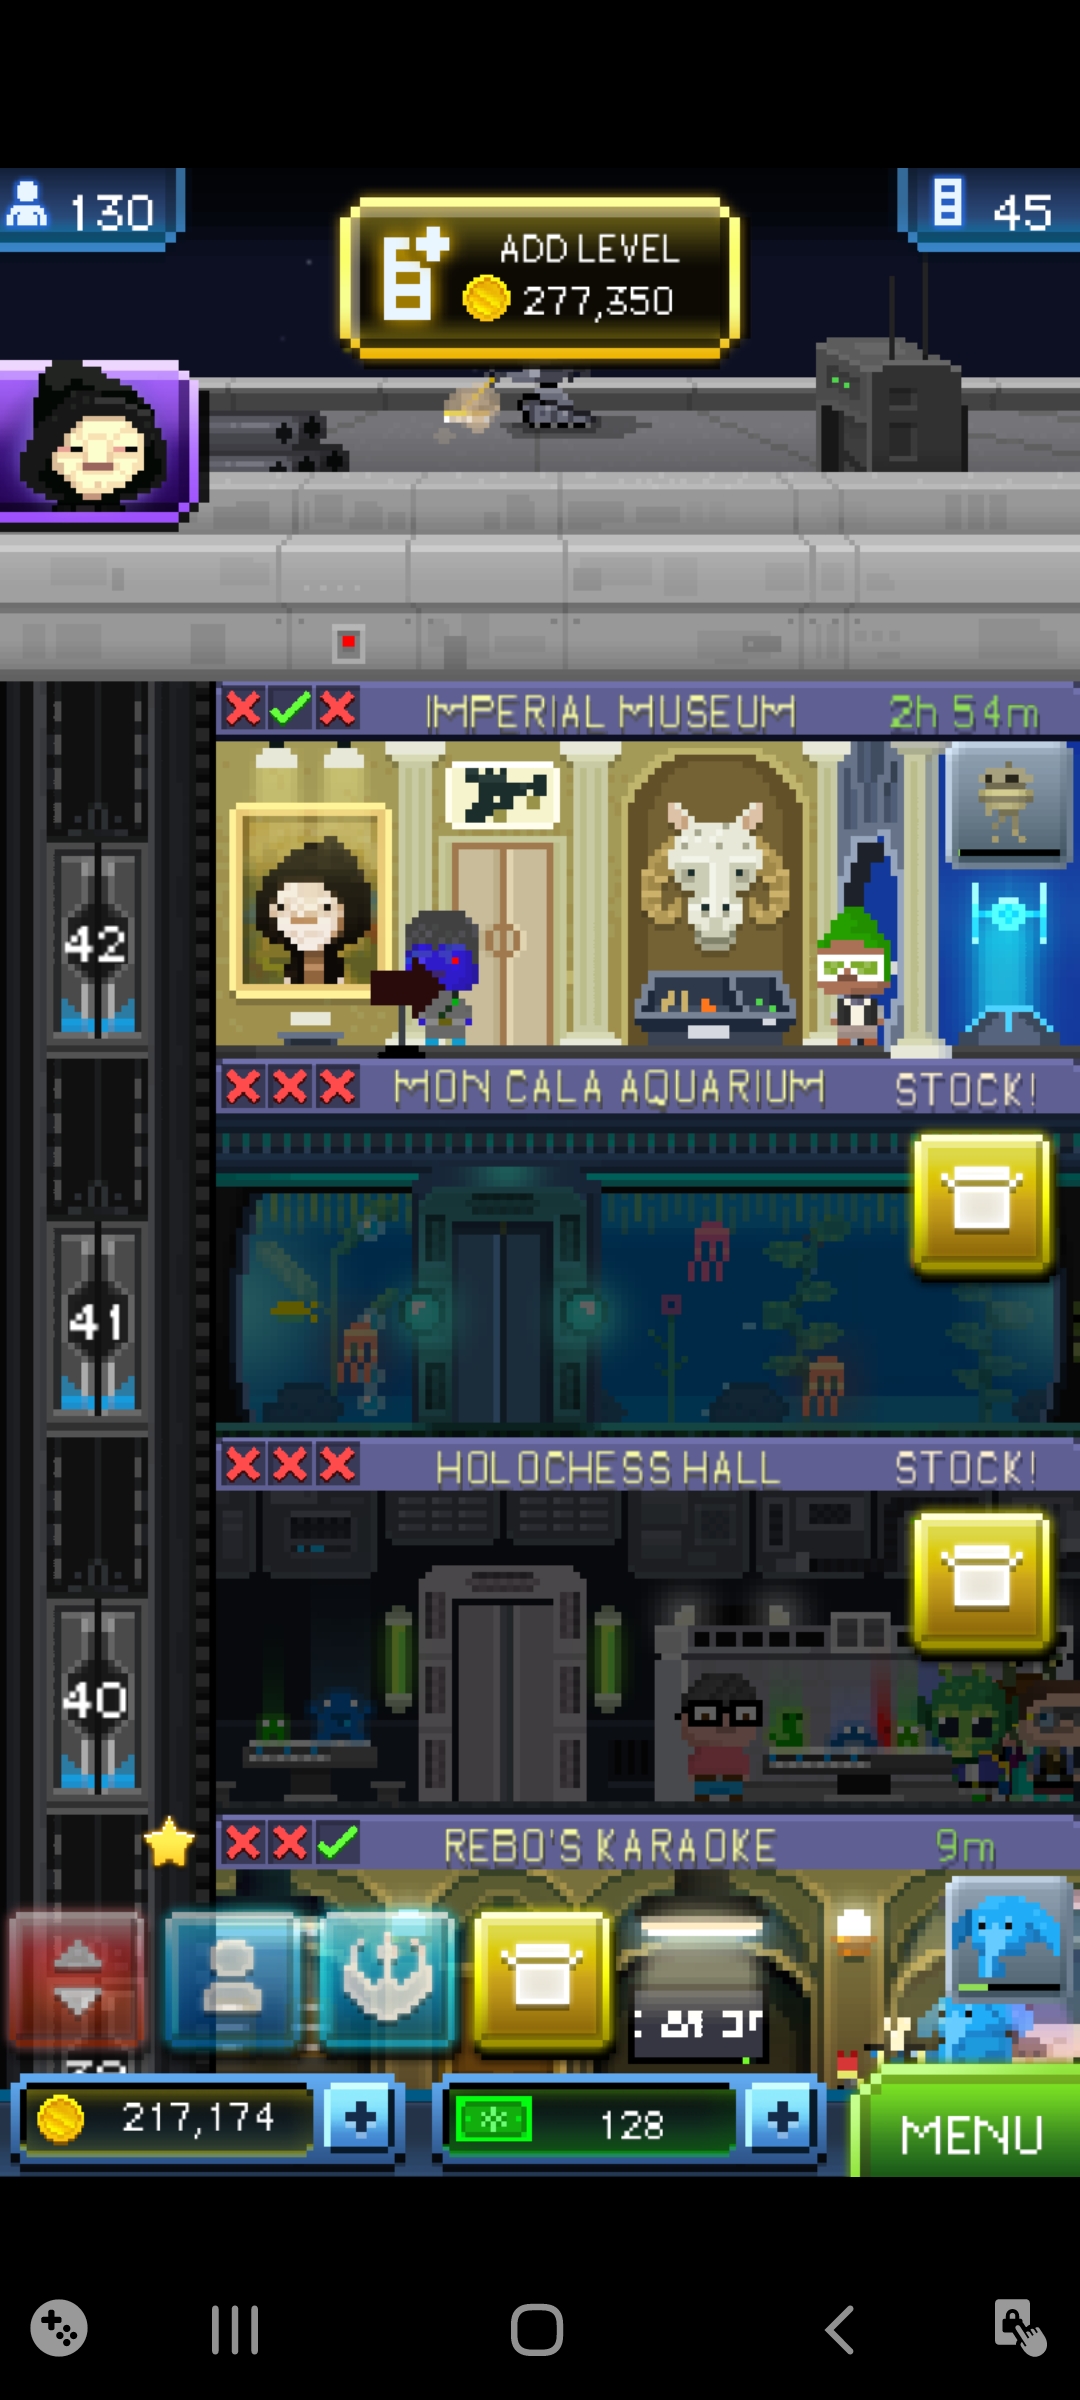 130
ADD LEVEL
277,350
45
IMPERIAL MUSEUM 2h 54m
42
MON CALA AQUARIUM STOCK!
41
HOLOCHESS HALL STOCK!
40
REBO'S KARAOKE 9m
217,174
128
MENU